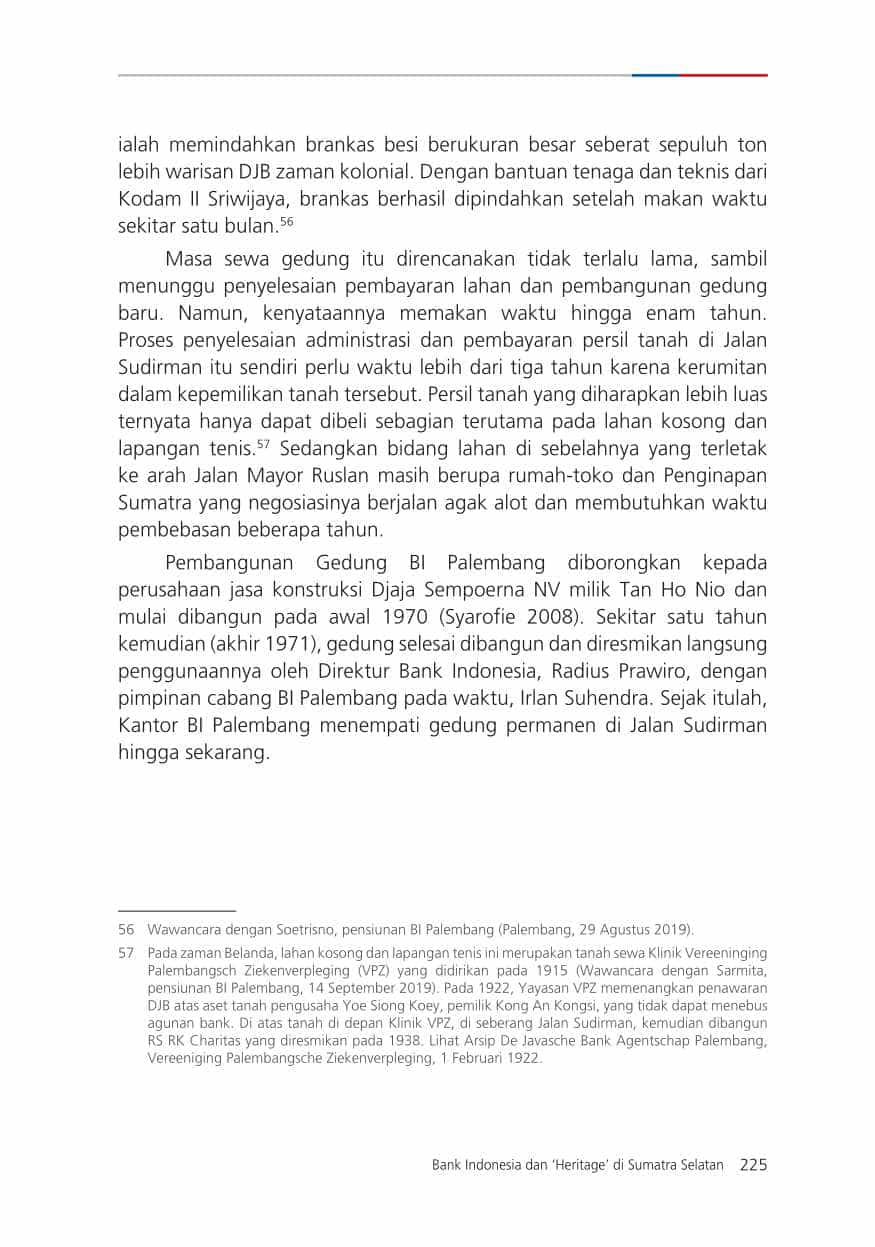 ialah memindahkan brankas besi berukuran besar seberat sepuluh ton
lebih warisan DJB zaman kolonial. Dengan bantuan tenaga dan teknis dari
Kodam II Sriwijaya, brankas berhasil dipindahkan setelah makan waktu
sekitar satu bulan.56
Masa sewa gedung itu direncanakan tidak terlalu lama, sambil
menunggu penyelesaian pembayaran lahan dan pembangunan gedung
baru. Namun, kenyataannya memakan waktu hingga enam tahun.
Proses penyelesaian administrasi dan pembayaran persil tanah di Jalan
Sudirman itu sendiri perlu waktu lebih dari tiga tahun karena kerumitan
dalam kepemilikan tanah tersebut. Persil tanah yang diharapkan lebih luas
ternyata hanya dapat dibeli sebagian terutama pada lahan kosong dan
lapangan tenis.57 Sedangkan bidang lahan di sebelahnya yang terletak
ke arah Jalan Mayor Ruslan masih berupa rumah-toko dan Penginapan
Sumatra yang negosiasinya berjalan agak alot dan membutuhkan waktu
pembebasan beberapa tahun.
Pembangunan Gedung BI Palembang diborongkan kepada
perusahaan jasa konstruksi Djaja Sempoerna NV milik Tan Ho Nio dan
mulai dibangun pada awal 1970 (Syarofie 2008). Sekitar satu tahun
kemudian (akhir 1971), gedung selesai dibangun dan diresmikan langsung
penggunaannya oleh Direktur Bank Indonesia, Radius Prawiro, dengan
pimpinan cabang BI Palembang pada waktu, Irlan Suhendra. Sejak itulah,
Kantor BI Palembang menempati gedung permanen di Jalan Sudirman
hingga sekarang.
56 Wawancara dengan Soetrisno, pensiunan BI Palembang (Palembang, 29 Agustus 2019).
57 Pada zaman Belanda, lahan kosong dan lapangan tenis ini merupakan tanah sewa Klinik Vereeninging
Palembangsch Ziekenverpleging (VPZ) yang didirikan pada 1915 (Wawancara dengan Sarmita,
pensiunan BI Palembang, 14 September 2019). Pada 1922, Yayasan VPZ memenangkan penawaran
DJB atas aset tanah pengusaha Yoe Siong Koey, pemilik Kong An Kongsi, yang tidak dapat menebus
agunan bank. Di atas tanah di depan Klinik VPZ, di seberang Jalan Sudirman, kemudian dibangun
RS RK Charitas yang diresmikan pada 1938. Lihat Arsip De Javasche Bank Agentschap Palembang,
Vereeniging Palembangsche Ziekenverpleging, 1 Februari 1922.
Bank Indonesia dan ‘Heritage’ di Sumatra Selatan 225